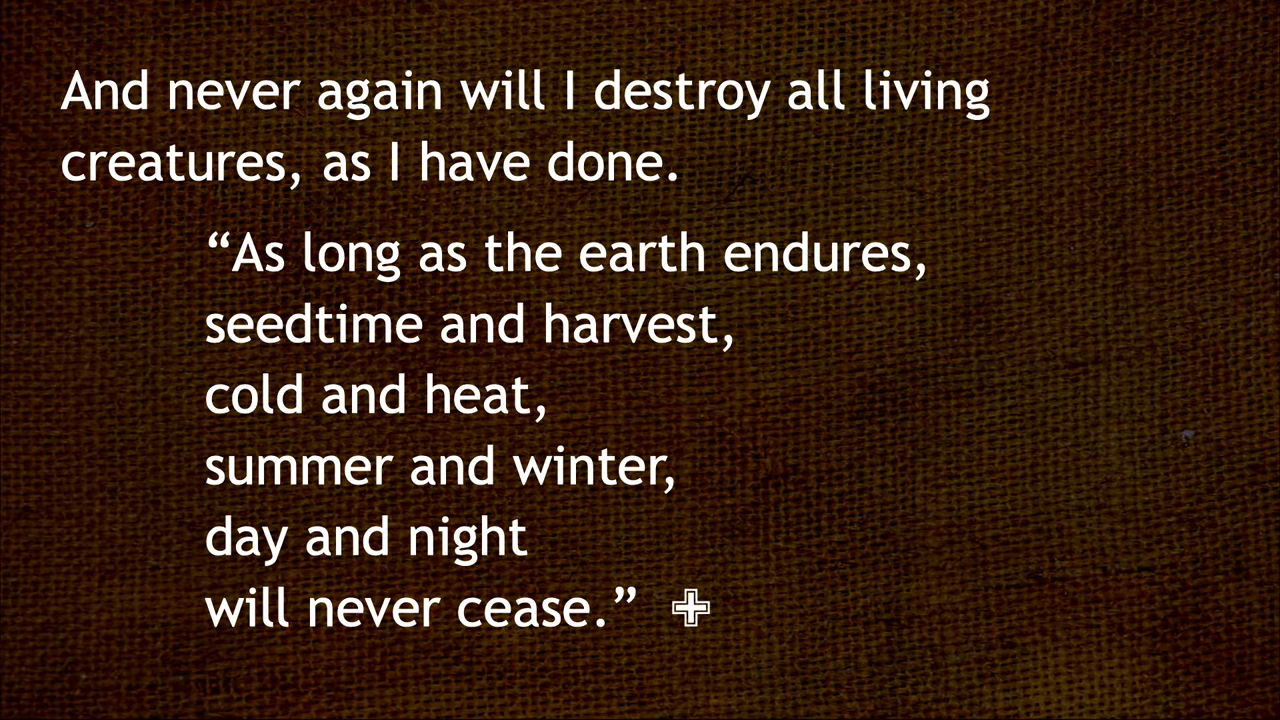 And never again will I destroy all living
creatures, as I have done.
“As long as the earth endures,
seedtime and harvest,
cold and heat,
summer and winter,
day and night
will never cease.” ✙